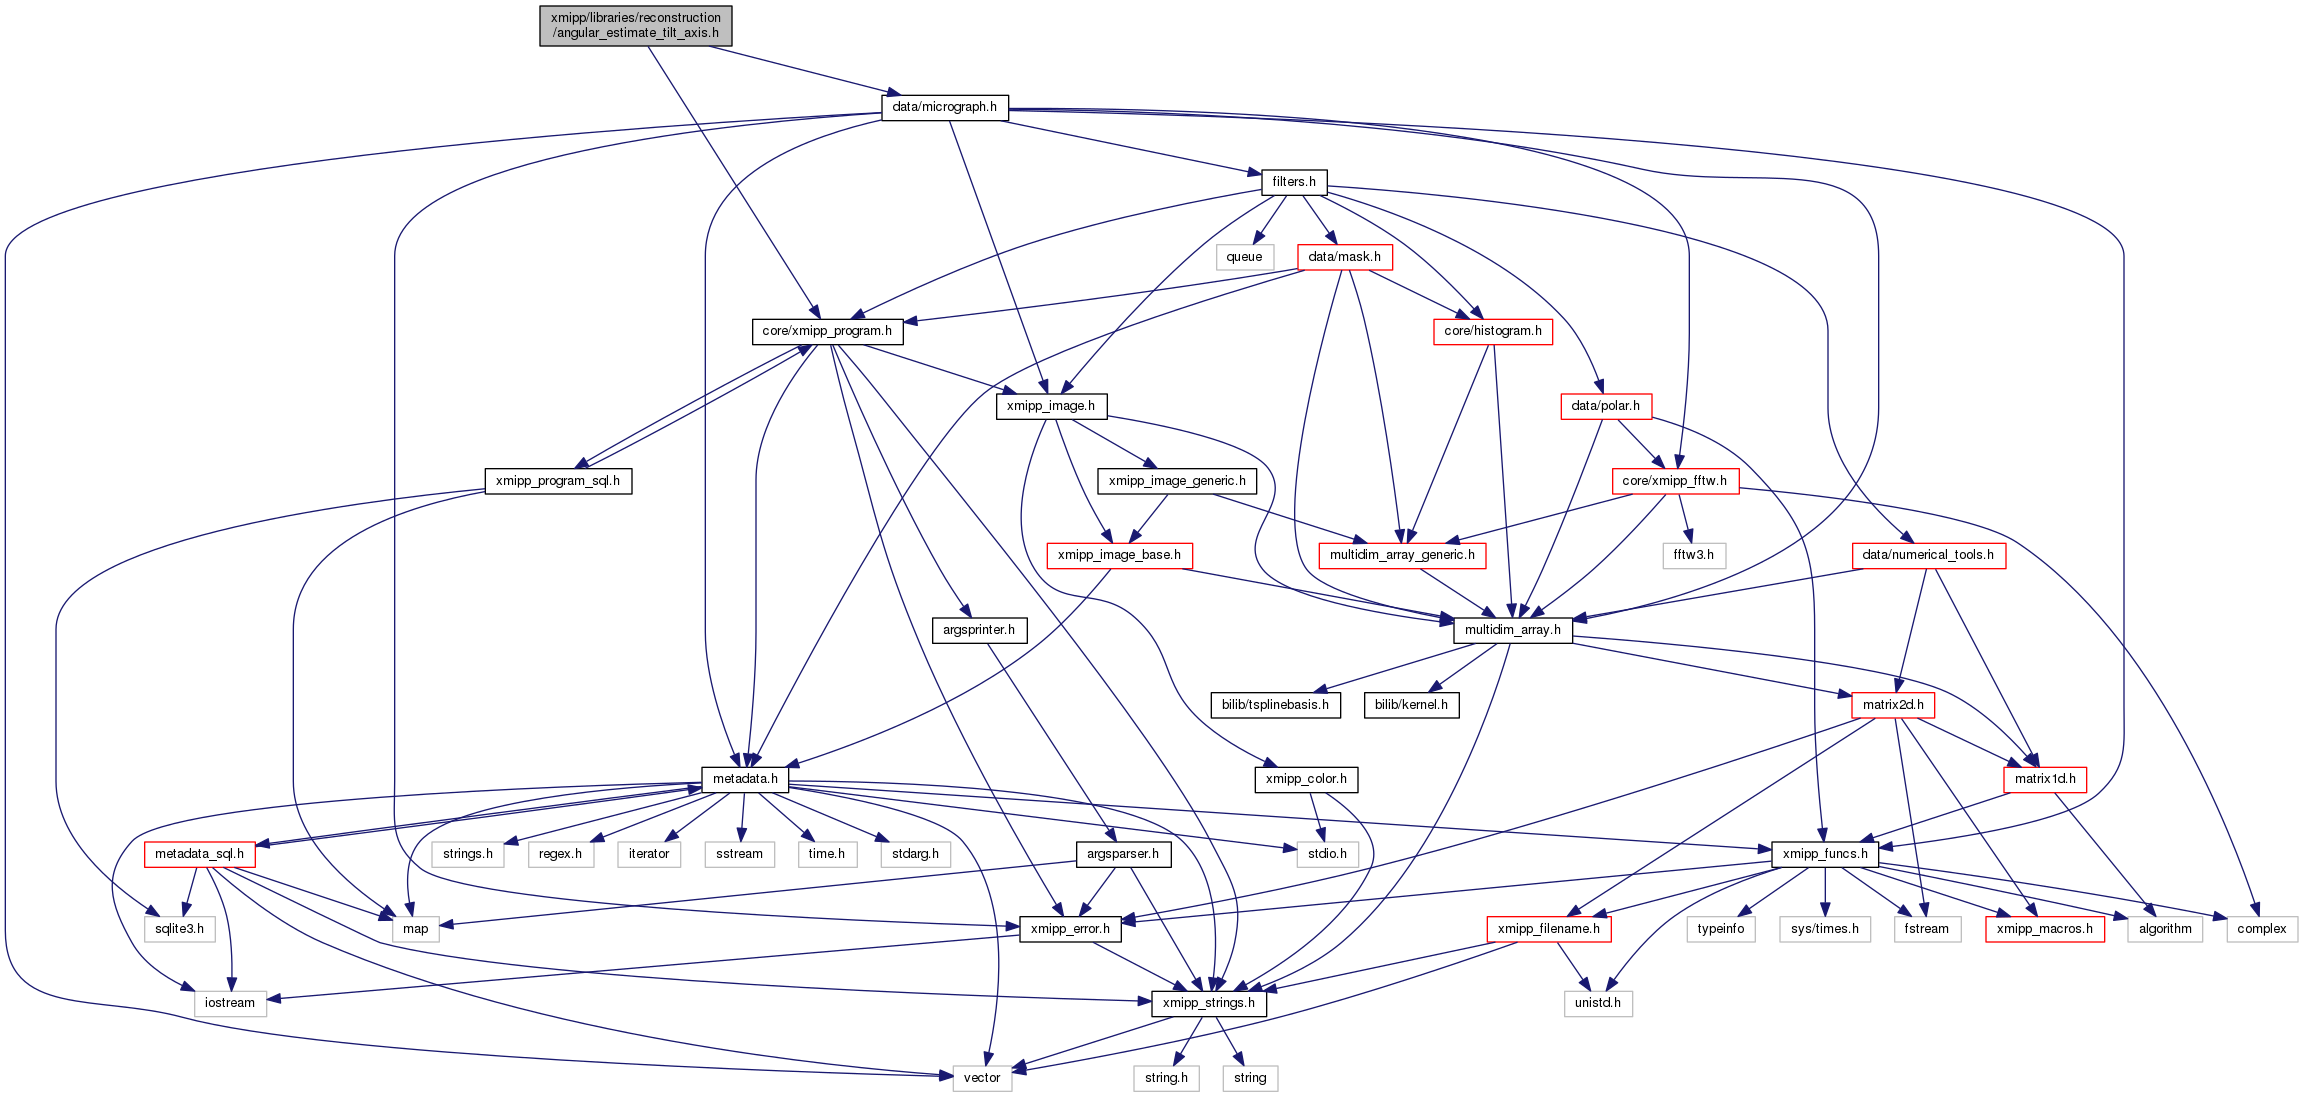 xmipp/libraries/reconstruction
/angular_estimate_tilt_axis.h
data/micrograph.h
filters.h
queue
data/mask.h
core/xmipp_program.h
core/histogram.h
xmipp_image.h
data/polar.h
xmipp_program_sql.h
xmipp_image_generic.h
core/xmipp_fftw.h
xmipp_image_base.h
multidim_array_generic.h
fftw3.h
data/numerical_tools.h
argsprinter.h
multidim_array.h
bilib/tsplinebasis.h
bilib/kernel.h
matrix2d.h
metadata.h
xmipp_color.h
matrix1d.h
metadata_sql.h
strings.h
regex.h
iterator
sstream
time.h
stdarg.h
argsparser.h
stdio.h
xmipp_funcs.h
sqlite3.h
map
xmipp_error.h
xmipp_filename.h
typeinfo
sys/times.h
fstream
xmipp_macros.h
algorithm
complex
iostream
xmipp_strings.h
unistd.h
vector
string.h
string